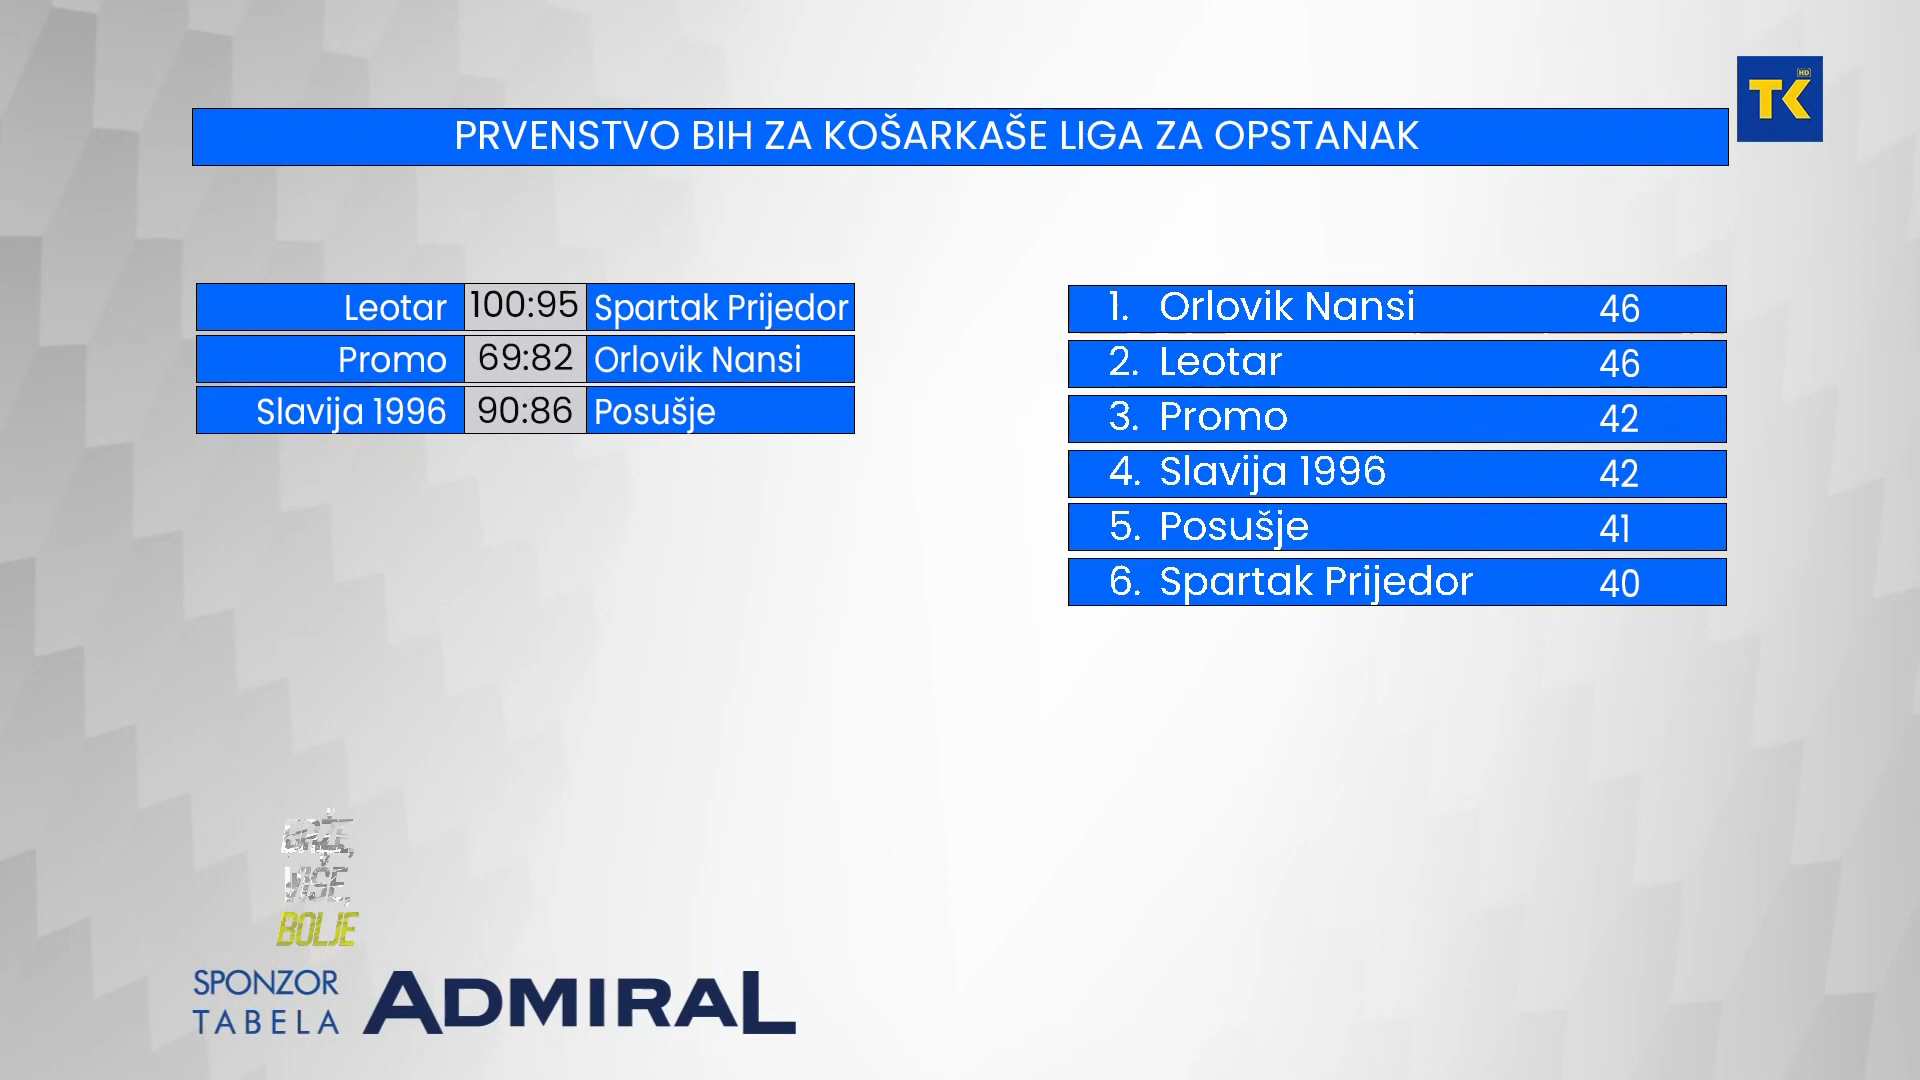 TK HD
PRVENSTVO BIH ZA KOŠARKAŠE LIGA ZA OPSTANAK
Leotar 100:95 Spartak Prijedor
Promo 69:82 Orlovik Nansi
Slavija 1996 90:86 Posušje
1. Orlovik Nansi 46
2. Leotar 46
3. Promo 42
4. Slavija 1996 42
5. Posušje 41
6. Spartak Prijedor 40
VIŠE,
BOLJE
SPONZOR
TABELA
ADMIRAL